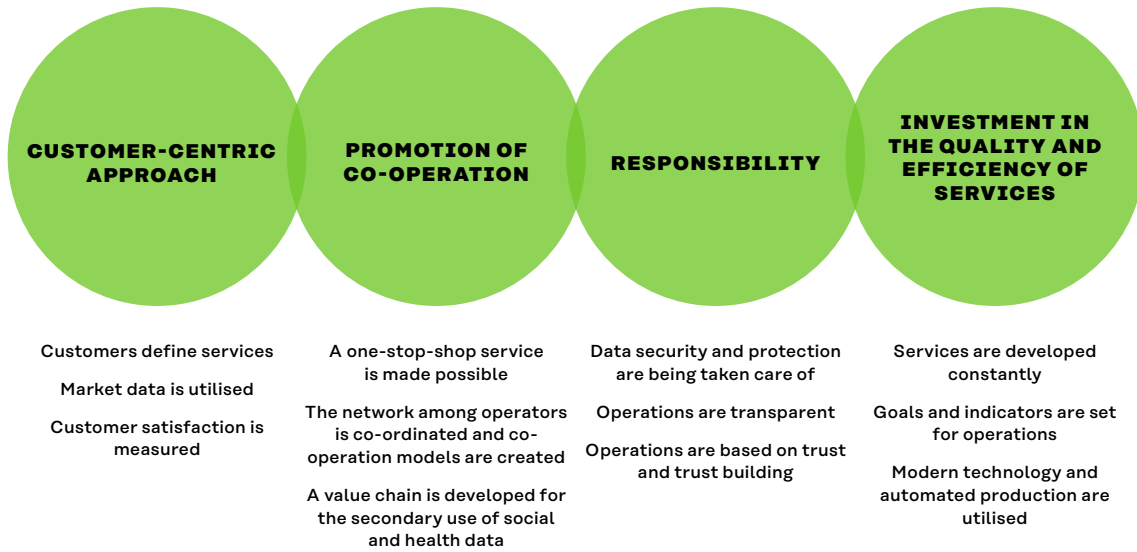 CUSTOMER-CENTRIC
APPROACH
PROMOTION OF
CO-OPERATION
RESPONSIBILITY
INVESTMENT IN
THE QUALITY AND
EFFICIENCY OF
SERVICES
Customers define services
Market data is utilised
Customer satisfaction is
measured
A one-stop-shop service
is made possible
The network among operators
is co-ordinated and co-
operation models are created
A value chain is developed for
the secondary use of social
and health data
Data security and protection
are being taken care of
Operations are transparent
Operations are based on trust
and trust building
Services are developed
constantly
Goals and indicators are set
for operations
Modern technology and
automated production are
utilised